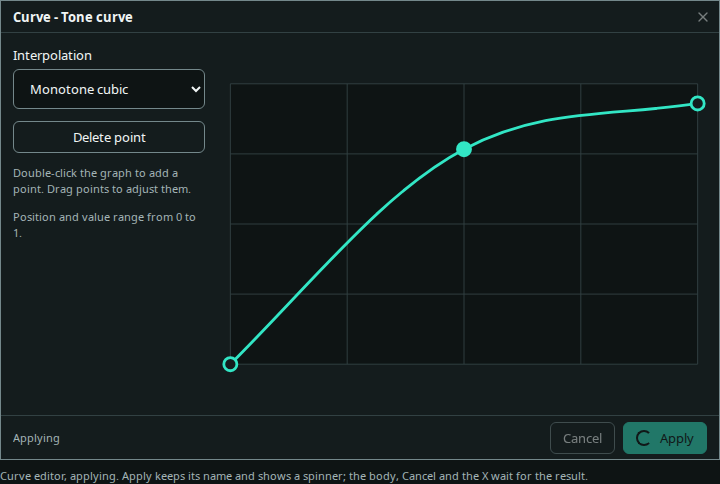 Curve - Tone curve
Interpolation
Monotone cubic
Delete point
Double-click the graph to add a
point. Drag points to adjust them.
Position and value range from 0 to
1.
Applying
Cancel
Apply
Curve editor, applying. Apply keeps its name and shows a spinner; the body, Cancel and the X wait for the result.